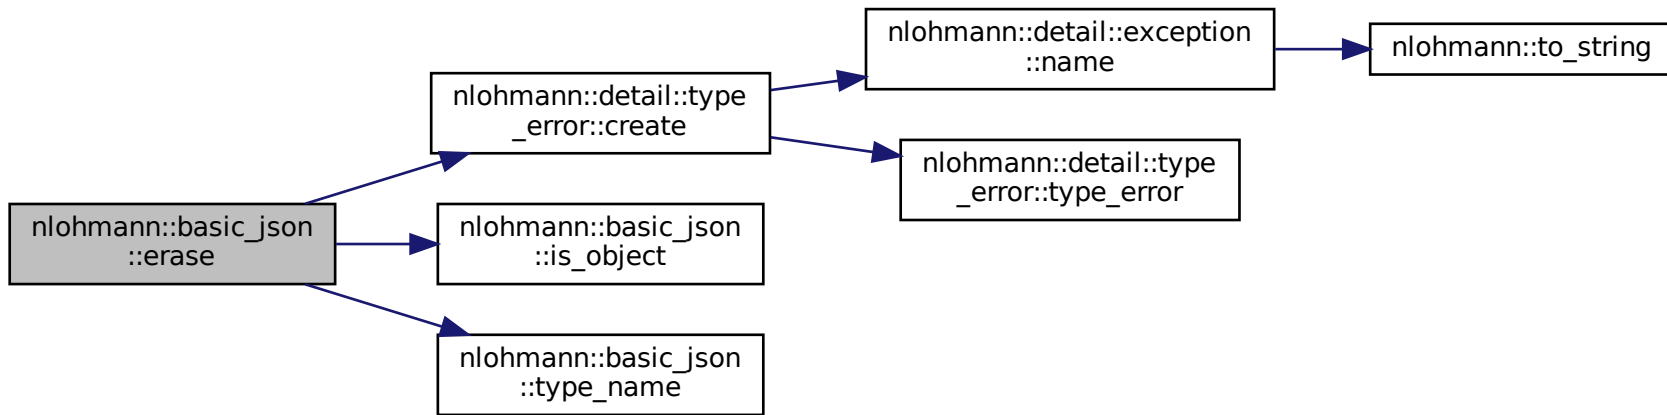 nlohmann::basic_json
::erase
nlohmann::detail::type
_error::create
nlohmann::basic_json
::is_object
nlohmann::basic_json
::type_name
nlohmann::detail::exception
::name
nlohmann::detail::type
_error::type_error
nlohmann::to_string